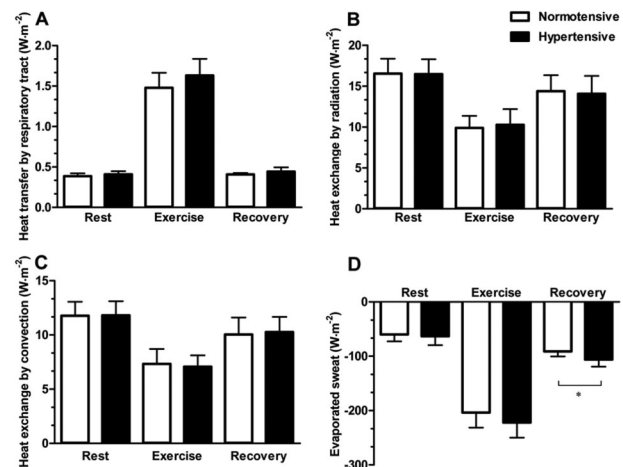 A
B
Normotensive
Hypertensive
Heat transfer by respiratory tract (W·m-2)
2.0
1.5
1.0
0.5
0.0
Rest Exercise Recovery
Heat exchange by radiation (W·m-2)
20
15
10
5
0
Rest Exercise Recovery
C
D
Heat exchange by convection (W·m-2)
15
10
5
0
Rest Exercise Recovery
Evaporated sweat (W·m-2)
Rest Exercise Recovery
0
-100
-200
-300
*